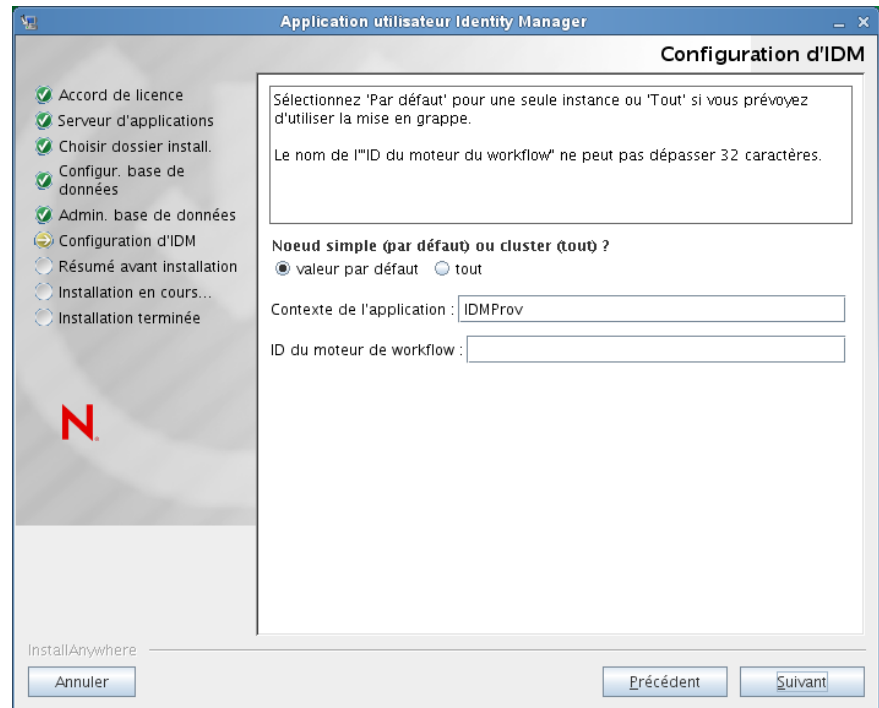 Application utilisateur Identity Manager
Configuration d'IDM
Accord de licence
Serveur d'applications
Choisir dossier install.
Configur. base de
données
Admin. base de données
Configuration d'IDM
Résumé avant installation
Installation en cours...
Installation terminée
N
Sélectionnez 'Par défaut' pour une seule instance ou 'Tout' si vous prévoyez
d'utiliser la mise en grappe.
Le nom de l'"ID du moteur du workflow" ne peut pas dépasser 32 caractères.
Noeud simple (par défaut) ou cluster (tout) ?
valeur par défaut tout
Contexte de l'application : IDMProv
ID du moteur de workflow :
InstallAnywhere
Annuler Précédent Suivant